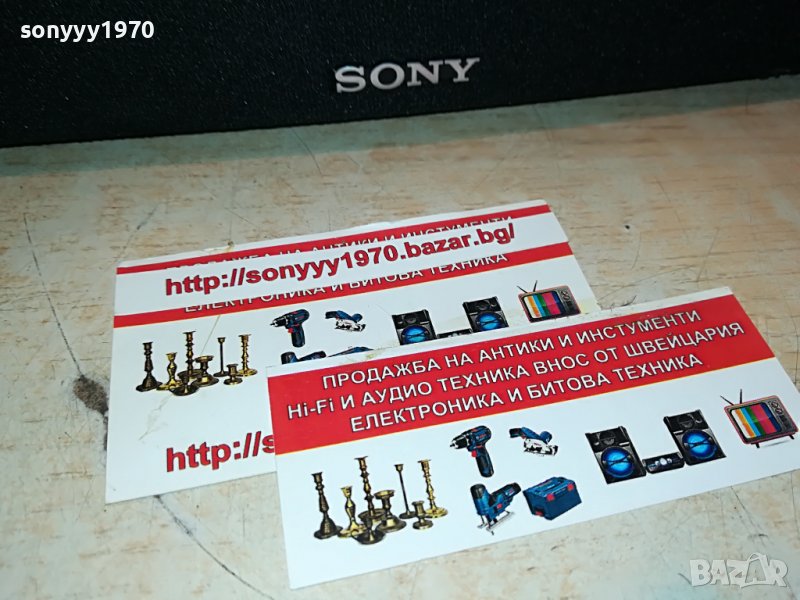 sonyyy1970
SONY
http://sonyyy1970.bazar.bg/
ЕЛЕКТРОНИКА И БИТОВА ТЕХНИКА
http://s
ПРОДАЖБА НА АНТИКИ И ИНСТУМЕНТИ
Hi-Fi И АУДИО ТЕХНИКА ВНОС ОТ ШВЕЙЦАРИЯ
ЕЛЕКТРОНИКА И БИТОВА ТЕХНИКА
BAZAR